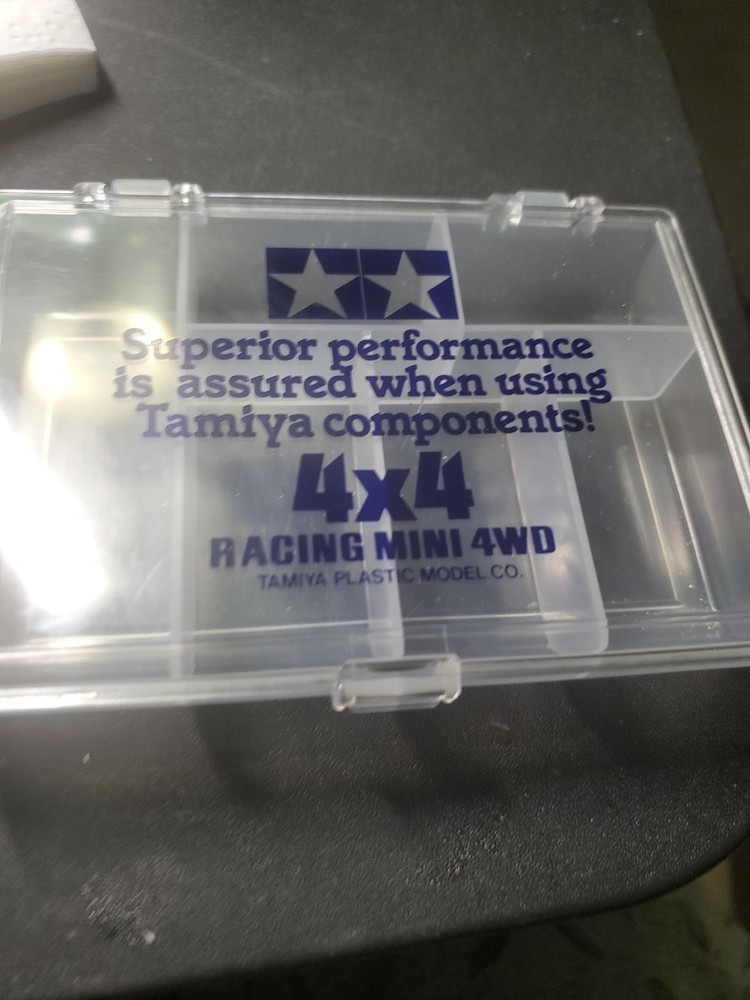 Superior performance
is assured when using
Tamiya components!
4x4
RACING MINI 4WD
TAMIYA PLASTIC MODEL CO.